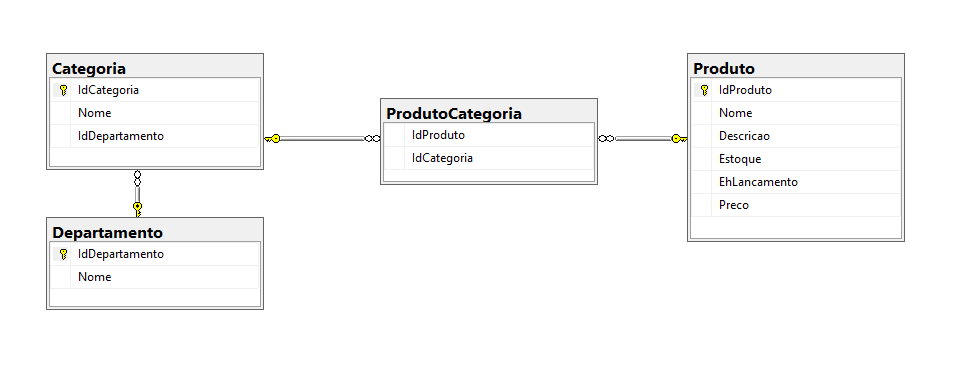 Categoria
IdCategoria
Nome
IdDepartamento
Departamento
IdDepartamento
Nome
ProdutoCategoria
IdProduto
IdCategoria
Produto
IdProduto
Nome
Descricao
Estoque
EhLancamento
Preco